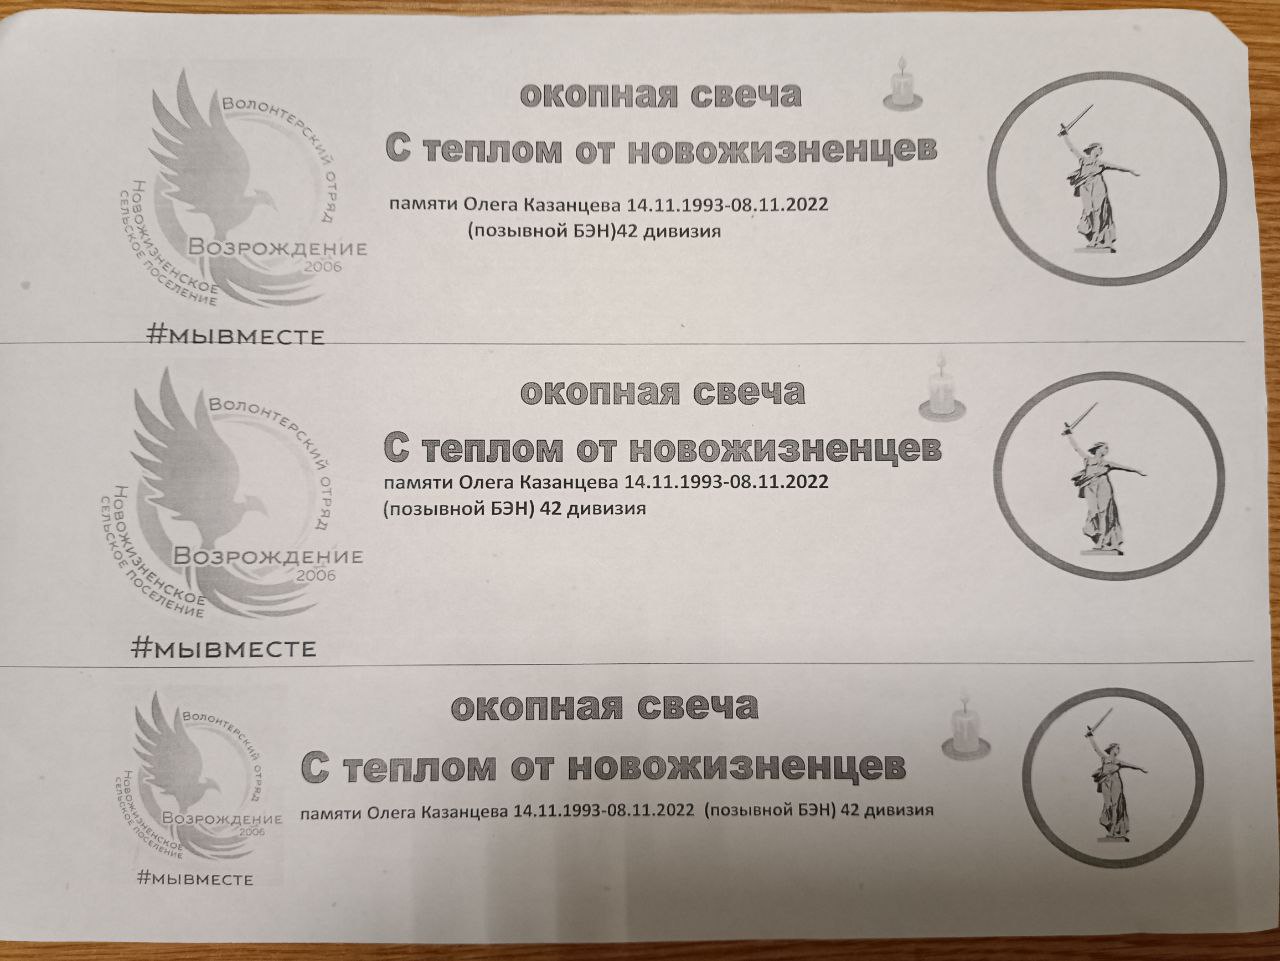 Волонтерский отряд
Новожизненское
сельское поселение
Возрождение
2006
#МЫВМЕСТЕ
окопная свеча
С теплом от новожизненцев
памяти Олега Казанцева 14.11.1993-08.11.2022
(позывной БЭН)42 дивизия
Волонтерский отряд
Новожизненское
сельское поселение
Возрождение
2006
#МЫВМЕСТЕ
окопная свеча
С теплом от новожизненцев
памяти Олега Казанцева 14.11.1993-08.11.2022
(позывной БЭН) 42 дивизия
Волонтерский отряд
Новожизненское
сельское поселение
Возрождение
2006
#МЫВМЕСТЕ
окопная свеча
С теплом от новожизненцев
памяти Олега Казанцева 14.11.1993-08.11.2022 (позывной БЭН) 42 дивизия